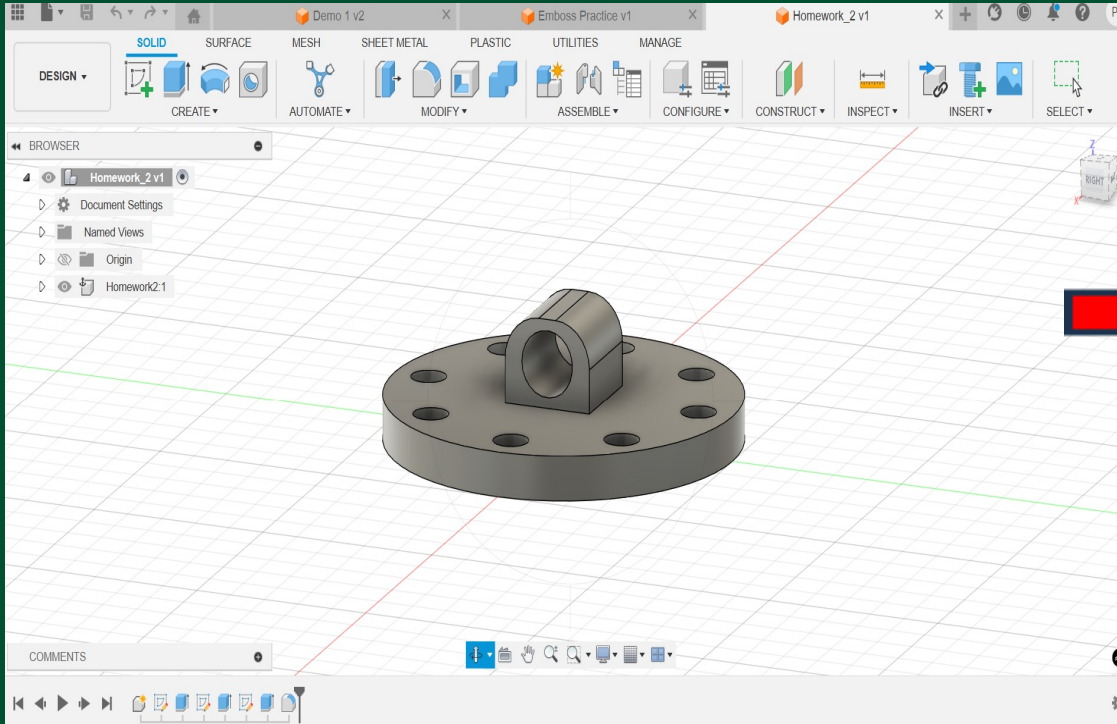 Demo 1 v2
Emboss Practice v1
Homework_2 v1
P
SOLID SURFACE MESH SHEET METAL PLASTIC UTILITIES MANAGE
DESIGN
CREATE AUTOMATE MODIFY ASSEMBLE CONFIGURE CONSTRUCT INSPECT INSERT SELECT
BROWSER
Homework_2 v1
Document Settings
Named Views
Origin
Homework2:1
Z
RIGHT
X
COMMENTS